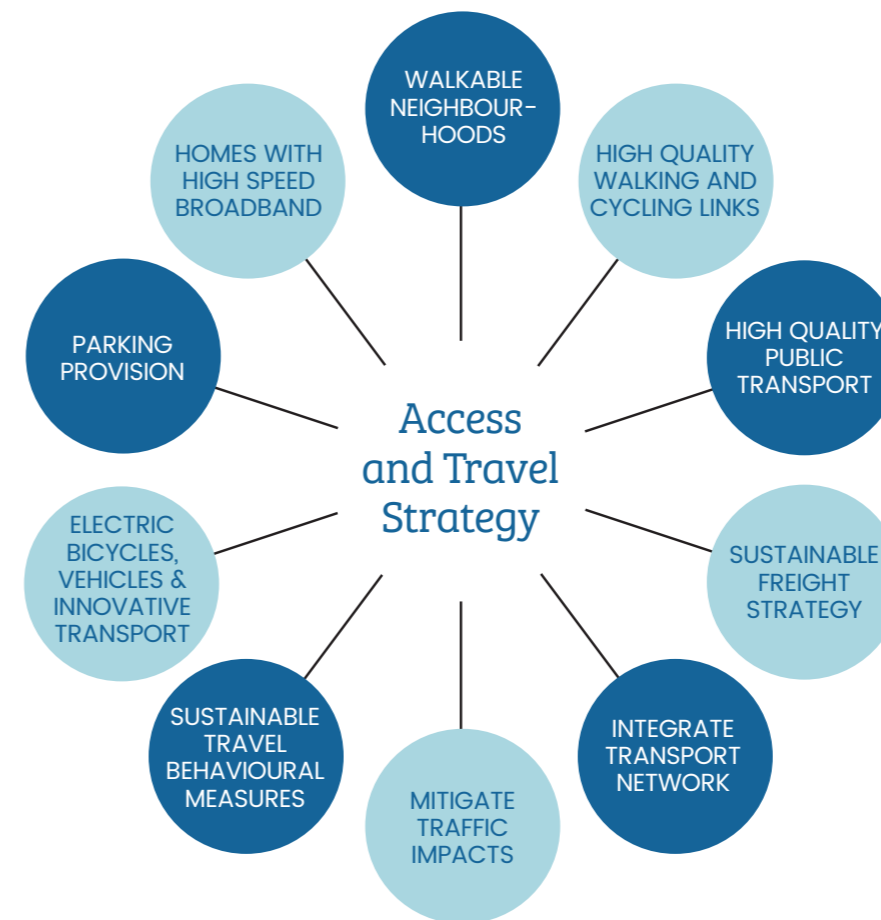 WALKABLE
NEIGHBOUR-
HOODS
HIGH QUALITY
WALKING AND
CYCLING LINKS
HIGH QUALITY
PUBLIC
TRANSPORT
SUSTAINABLE
FREIGHT
STRATEGY
INTEGRATE
TRANSPORT
NETWORK
MITIGATE
TRAFFIC
IMPACTS
SUSTAINABLE
TRAVEL
BEHAVIOURAL
MEASURES
ELECTRIC
BICYCLES,
VEHICLES &
INNOVATIVE
TRANSPORT
PARKING
PROVISION
HOMES WITH
HIGH SPEED
BROADBAND
Access
and Travel
Strategy